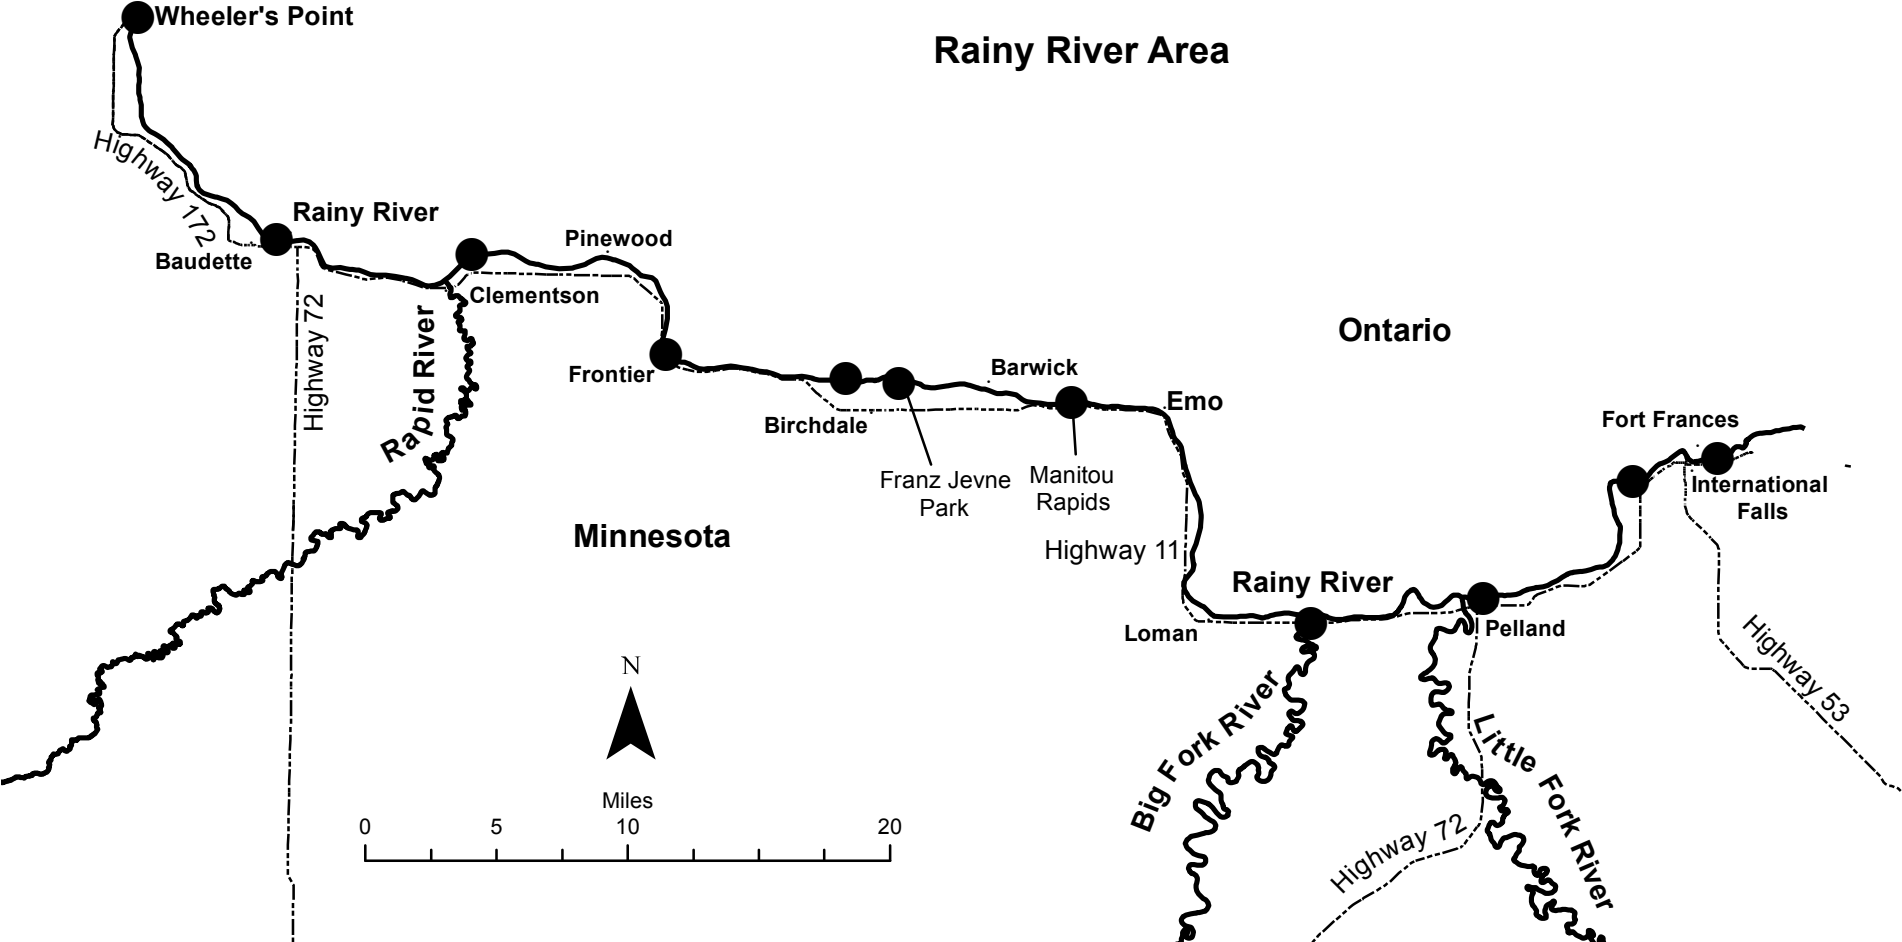 Wheeler's Point
Rainy River Area
Highway 172
Rainy River
Baudette
Pinewood
Clementson
Highway 72
Rapid River
Frontier
Ontario
Barwick
Emo
Birchdale
Franz Jevne
Park
Manitou
Rapids
Fort Frances
International
Falls
Minnesota
Highway 11
Rainy River
Loman
Pelland
Highway 53
Big Fork River
Little Fork River
Highway 72
N
Miles
0 5 10 20